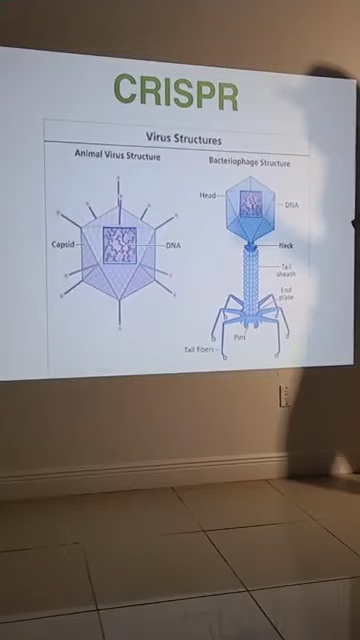 CRISPR
Virus Structures
Animal Virus Structure
Bacteriophage Structure
Head
DNA
Capsid
DNA
Neck
Tail
sheath
End
plate
Pins
Tail fibers